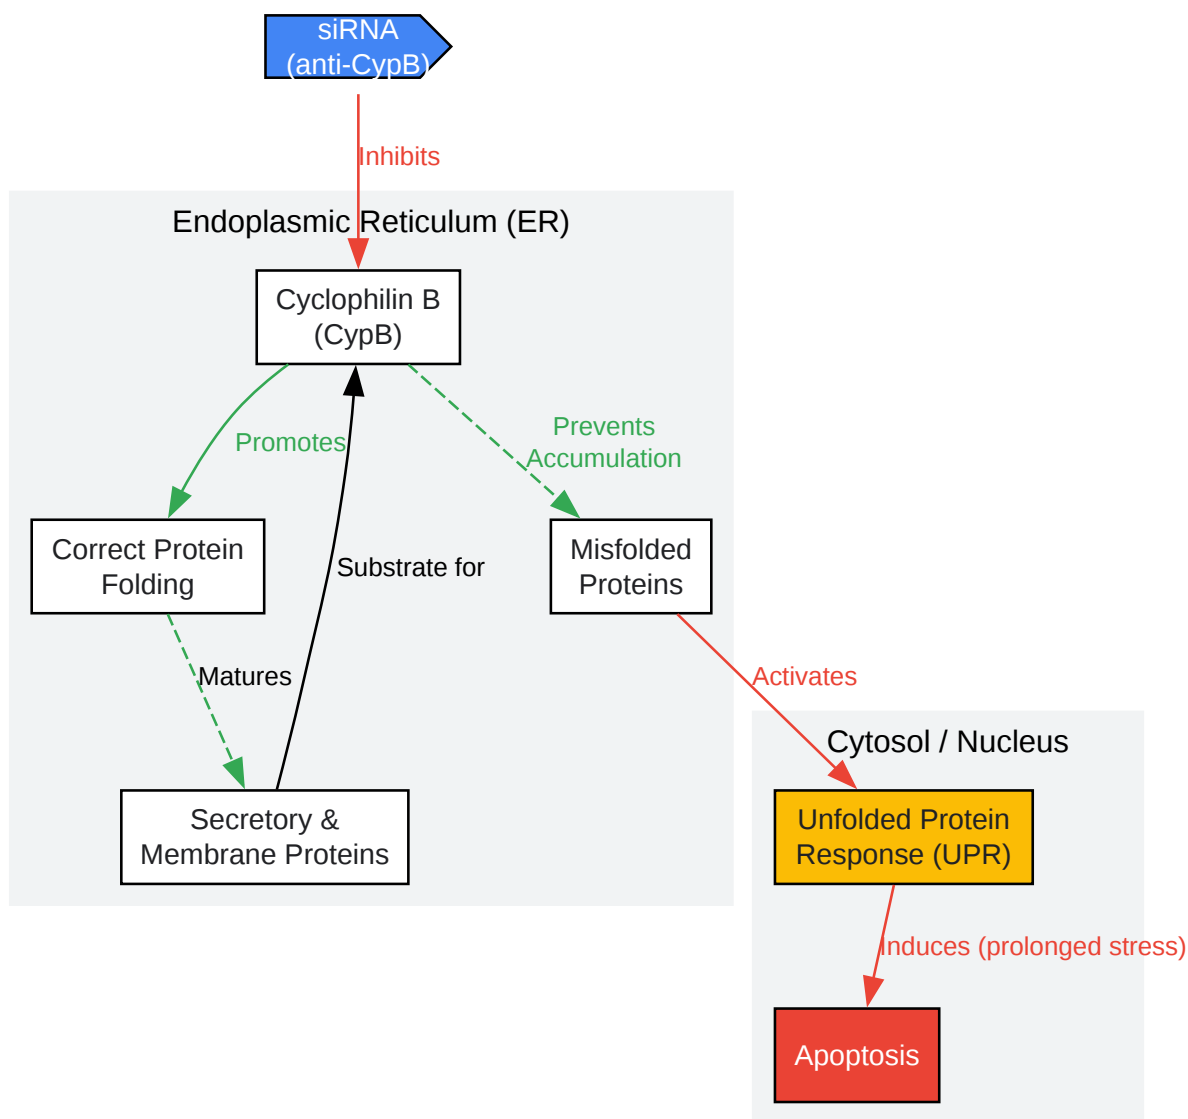 siRNA
(anti-CypB)
Inhibits
Endoplasmic Reticulum (ER)
Cyclophilin B
(CypB)
Promotes
Prevents
Accumulation
Correct Protein
Folding
Substrate for
Misfolded
Proteins
Matures
Activates
Cytosol / Nucleus
Secretory &
Membrane Proteins
Unfolded Protein
Response (UPR)
Induces (prolonged stress)
Apoptosis